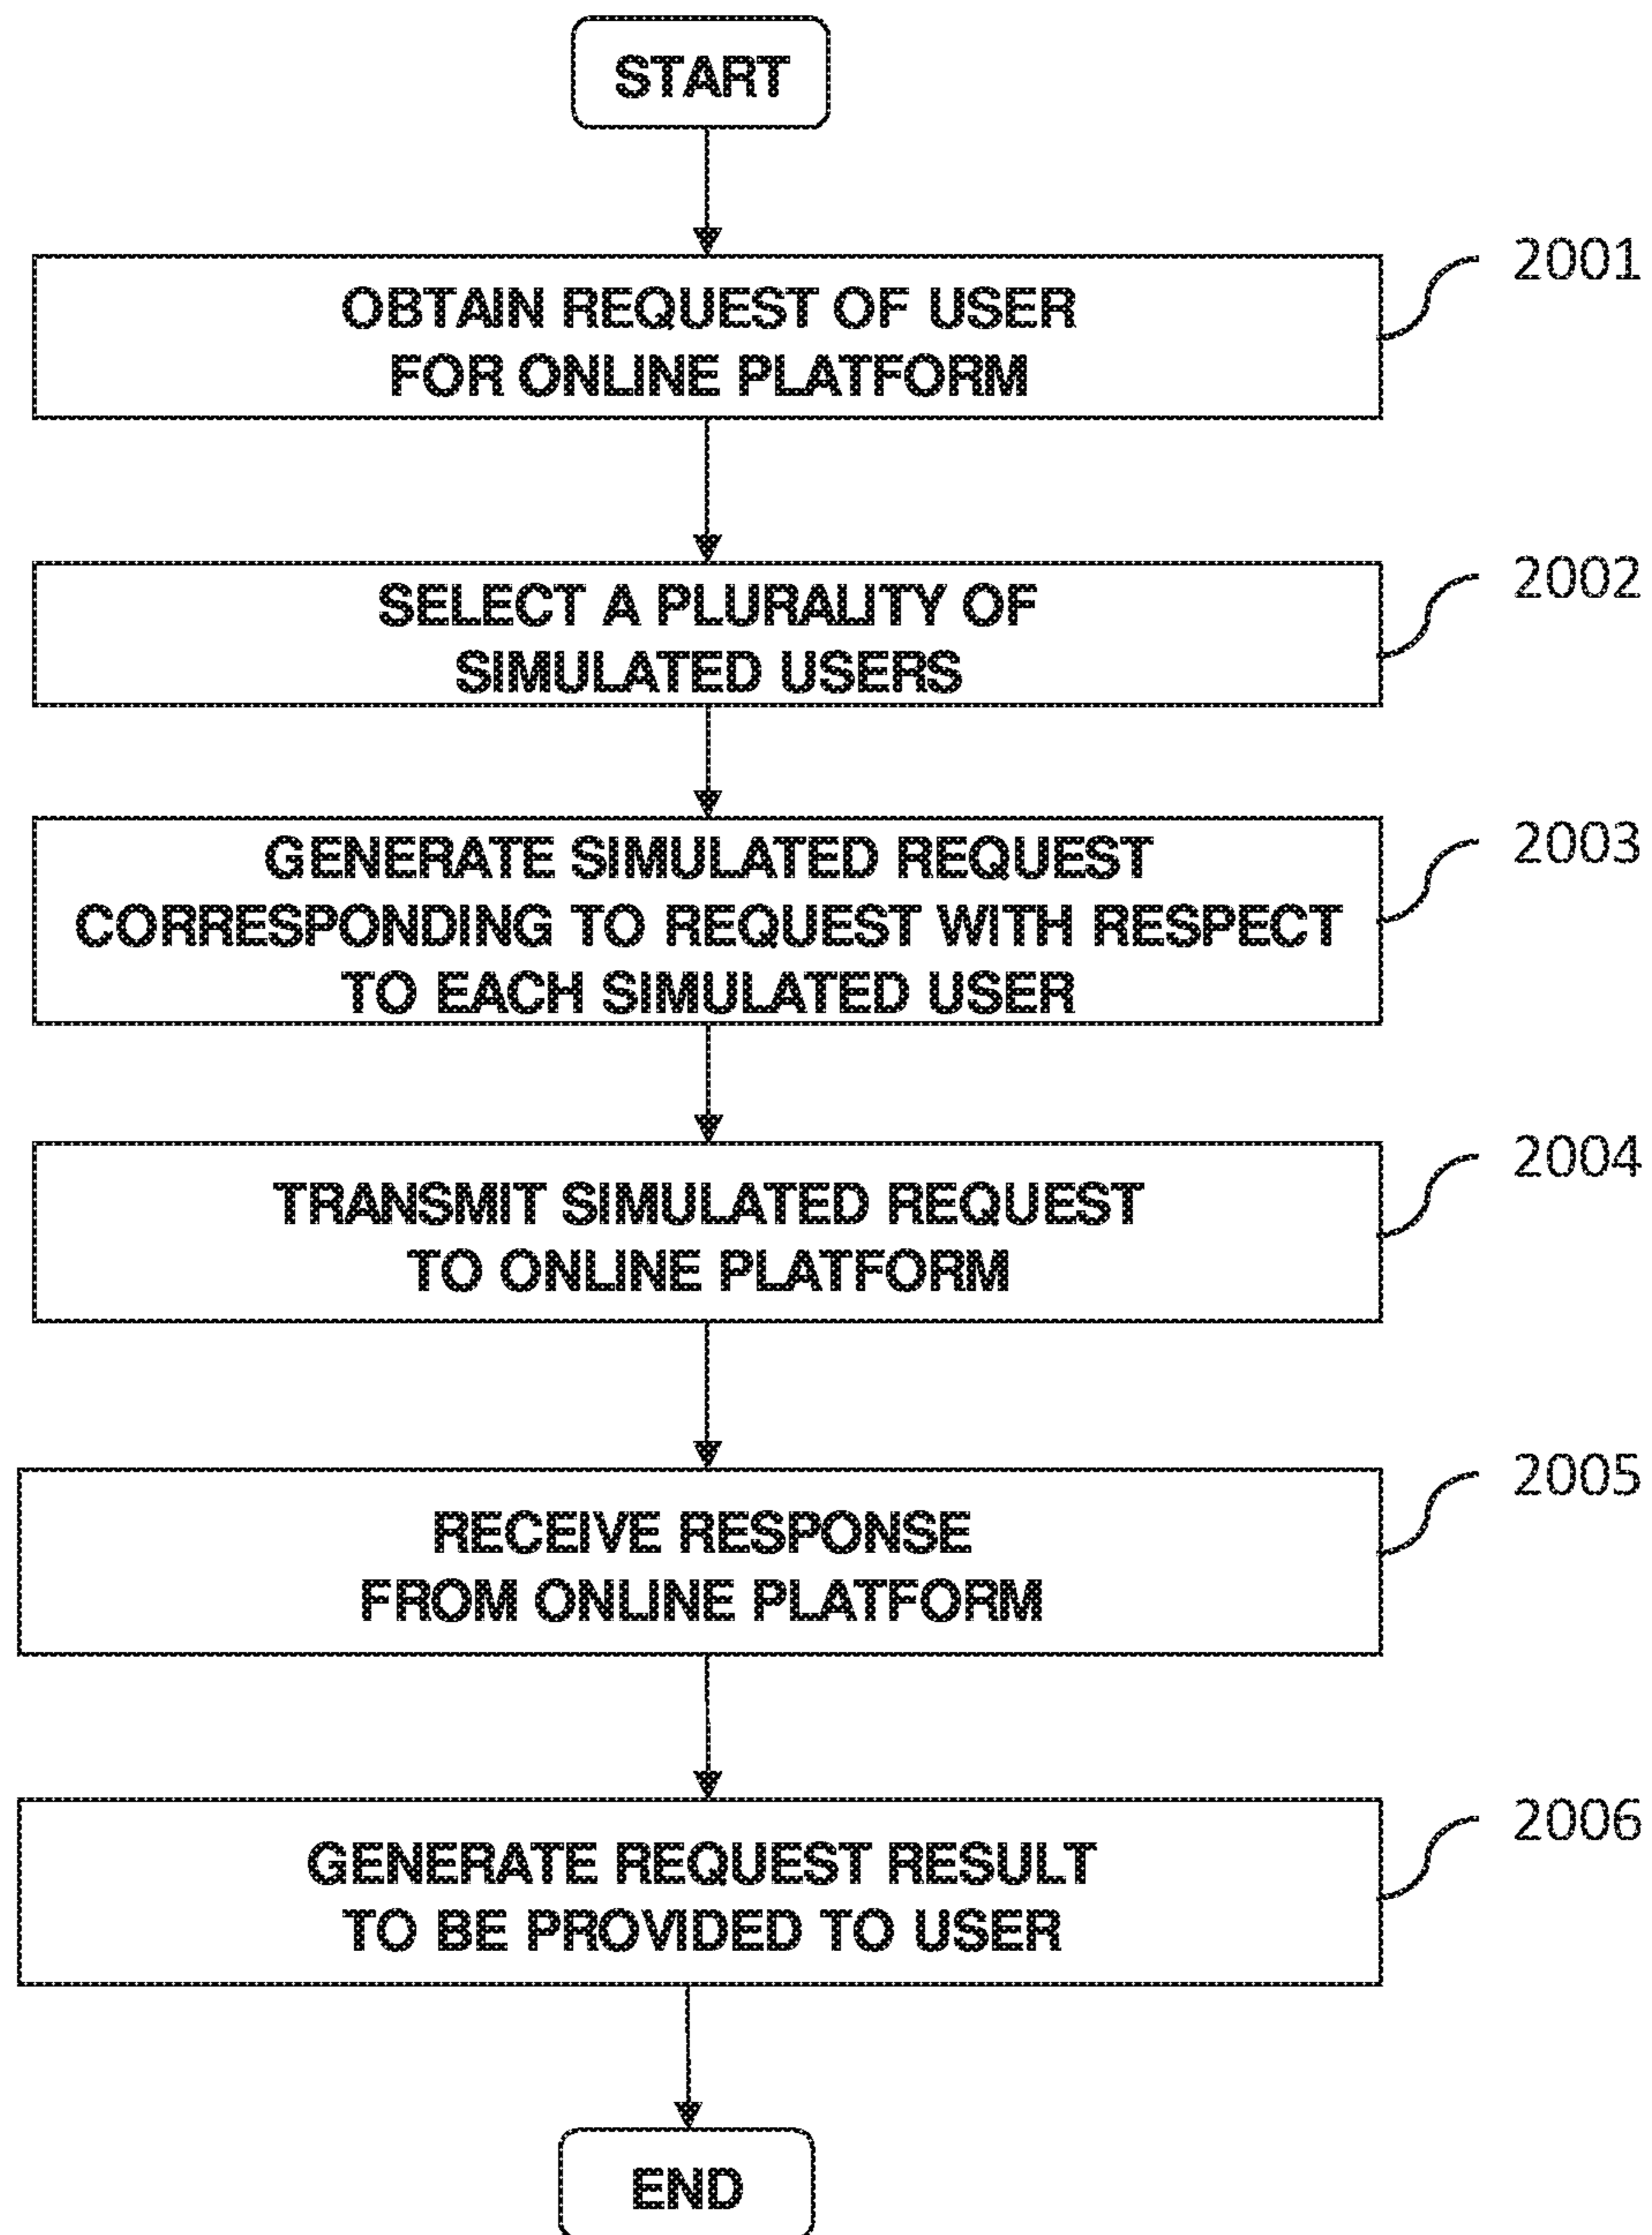 START
2001
OBTAIN REQUEST OF USER
FOR ONLINE PLATFORM
2002
SELECT A PLURALITY OF
SIMULATED USERS
2003
GENERATE SIMULATED REQUEST
CORRESPONDING TO REQUEST WITH RESPECT
TO EACH SIMULATED USER
2004
TRANSMIT SIMULATED REQUEST
TO ONLINE PLATFORM
2005
RECEIVE RESPONSE
FROM ONLINE PLATFORM
2006
GENERATE REQUEST RESULT
TO BE PROVIDED TO USER
END